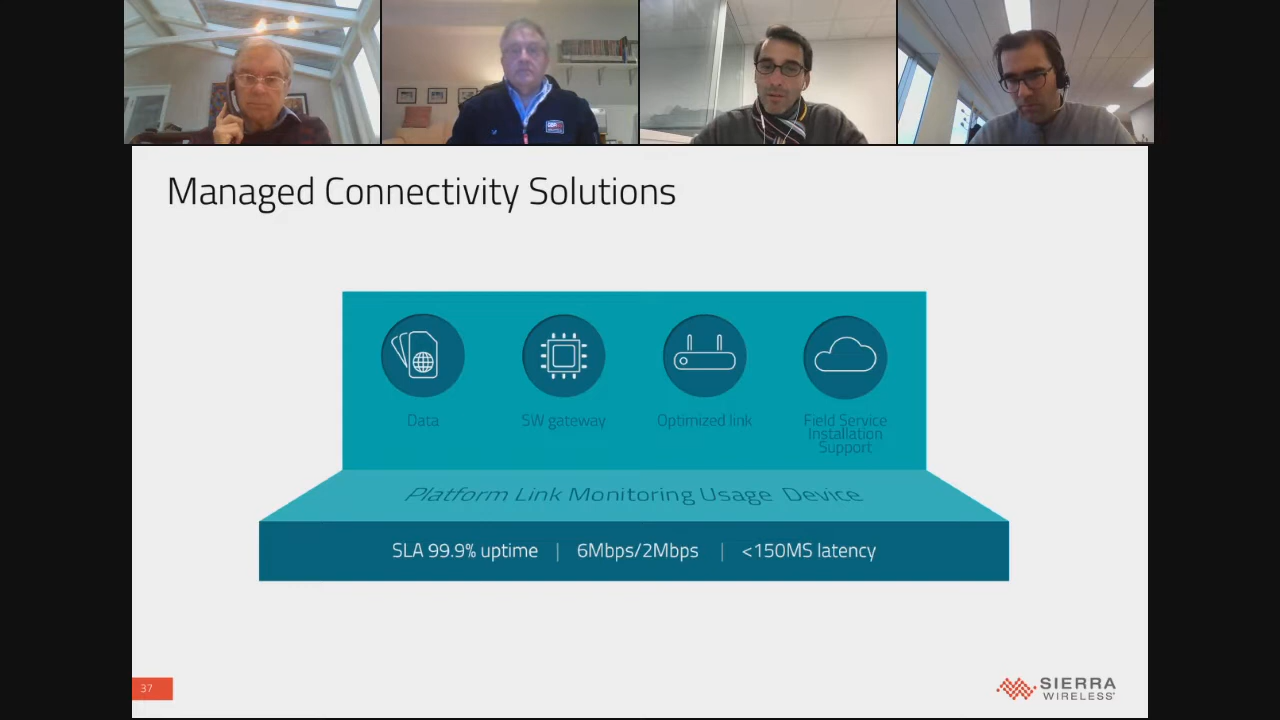 Managed Connectivity Solutions
Data
SW gateway
Optimized link
Field Service
Installation
Support
Platform Link Monitoring Usage Device
SLA 99.9% uptime | 6Mbps/2Mbps | <150MS latency
37
SIERRA
WIRELESS